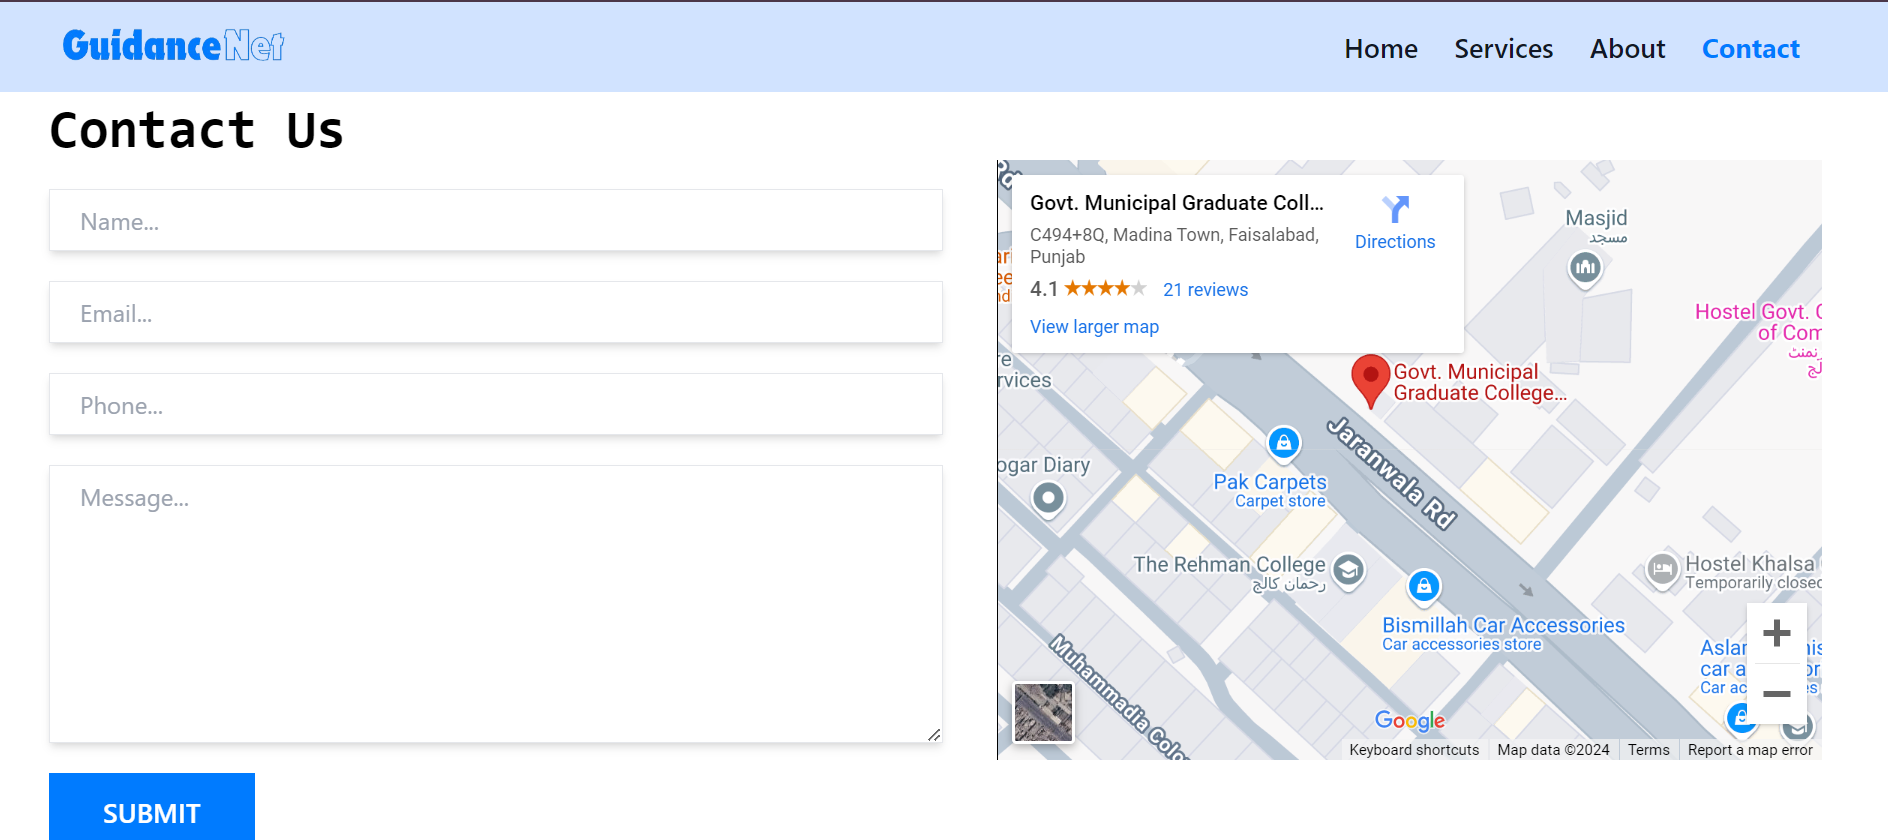 GuidanceNet
Home Services About Contact
Contact Us
Name...
Email...
Phone...
Message...
SUBMIT
Govt. Municipal Graduate Coll...
C494+8Q, Madina Town, Faisalabad,
Punjab
4.1
21 reviews
View larger map
Directions
Masjid
مسجد
Hostel Govt.
of Com
Govt. Municipal
Graduate College...
Jaranwala Rd
Pak Carpets
Carpet store
ogar Diary
rvices
The Rehman College
رحمان کالج
Hostel Khalsa
Temporarily closed
Bismillah Car Accessories
Car accessories store
Muhammadia Colo
Google
Keyboard shortcuts
Map data ©2024
Terms
Report a map error